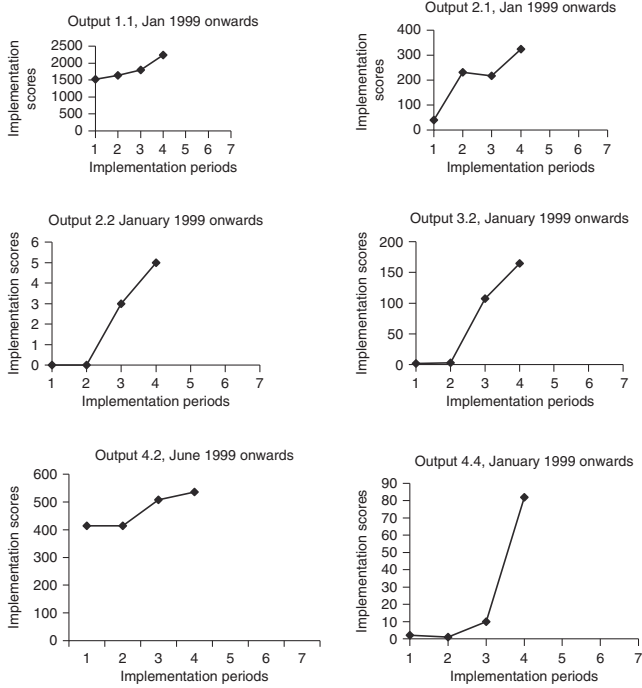 Output 1.1, Jan 1999 onwards
Implementation
scores
2500
2000
1500
1000
500
0
1 2 3 4 5 6 7
Implementation periods
Output 2.1, Jan 1999 onwards
Implementation
scores
400
300
200
100
0
1 2 3 4 5 6 7
Implementation periods
Output 2.2 January 1999 onwards
Implementation scores
6
5
4
3
2
1
0
1 2 3 4 5 6 7
Implementation periods
Output 3.2, January 1999 onwards
Implementation scores
200
150
100
50
0
1 2 3 4 5 6 7
Implementation periods
Output 4.2, June 1999 onwards
Implementation scores
600
500
400
300
200
100
0
1 2 3 4 5 6 7
Implementation periods
Output 4.4, January 1999 onwards
Implementation scores
90
80
70
60
50
40
30
20
10
0
1 2 3 4 5 6 7
Implementation periods